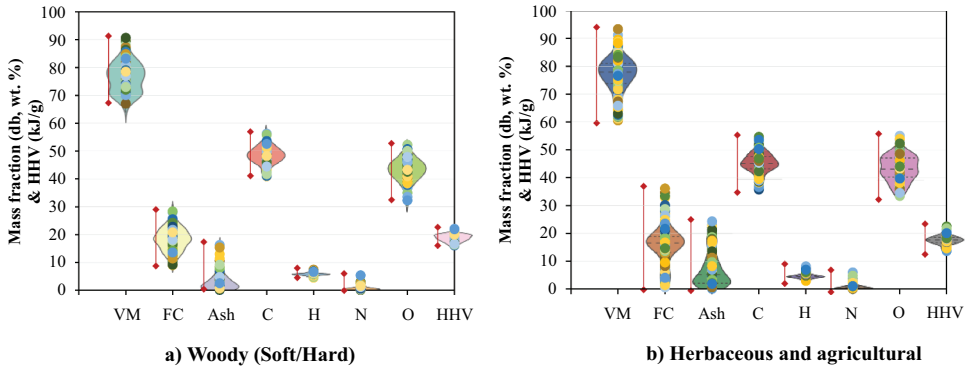 a)
b)
Mass fraction (db, wt. %)
& HHV (kJ/g)
100
90
80
70
60
50
40
30
20
10
0
VM FC Ash C H N O HHV
a) Woody (Soft/Hard)
Mass fraction (db, wt. %)
& HHV (kJ/g)
100
90
80
70
60
50
40
30
20
10
0
VM FC Ash C H N O HHV
b) Herbaceous and agricultural